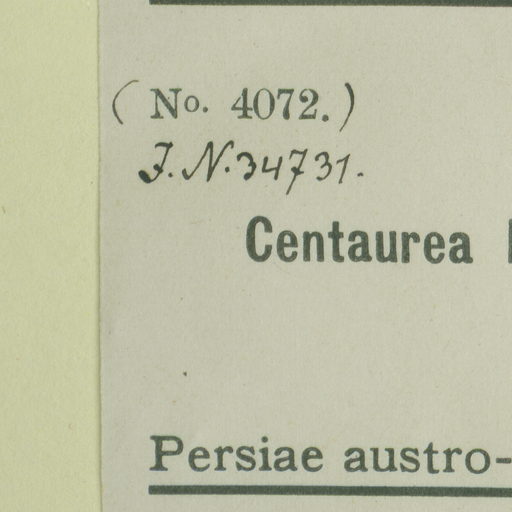 (No. 4072.)
J.N.34731.
Centaurea
Persiae austro-